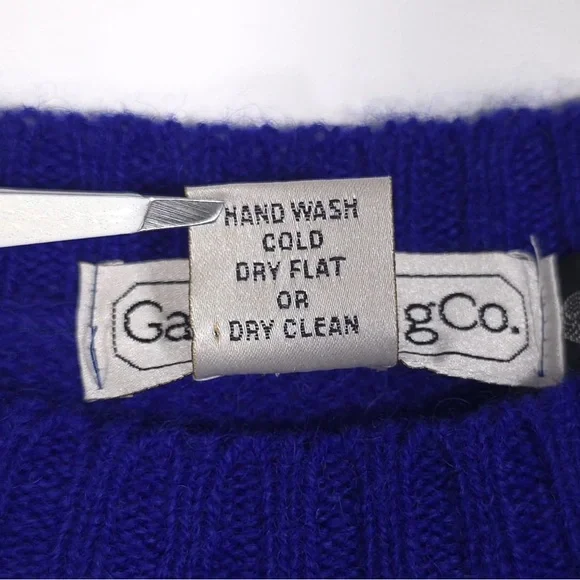 HAND WASH
COLD
DRY FLAT
OR
DRY CLEAN
Ga gCo.